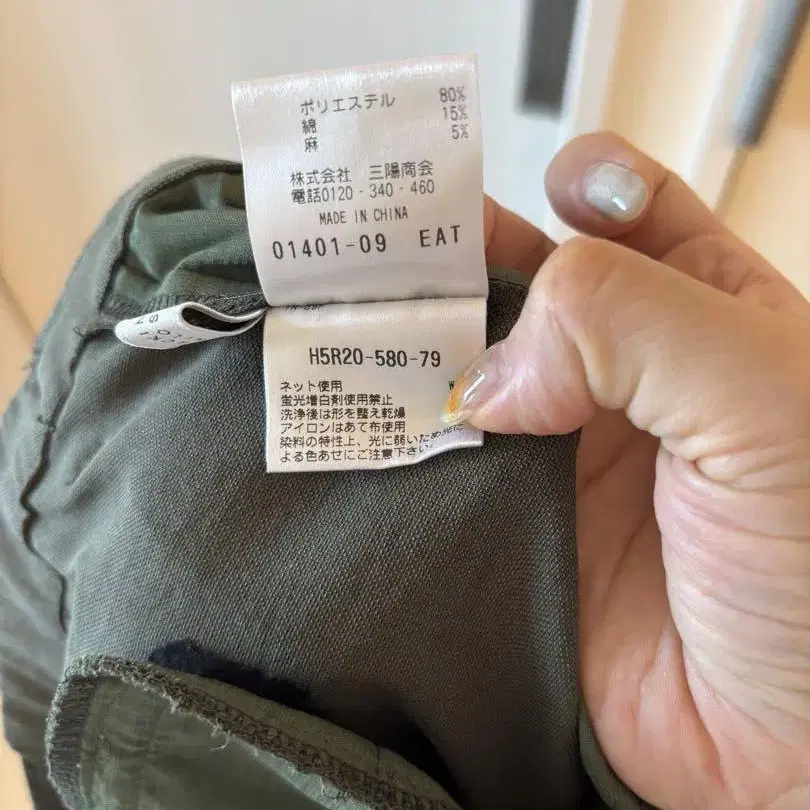 ポリエステル 80%
綿 15%
麻 5%
株式会社 三陽商会
電話0120-340-460
MADE IN CHINA
01401-09 EAT
H5R20-580-79
ネット使用
蛍光増白剤使用禁止
洗浄後は形を整え乾燥
アイロンはあて布使用
染料の特性上、光に弱いため光に
よる色あせにご注意下さい